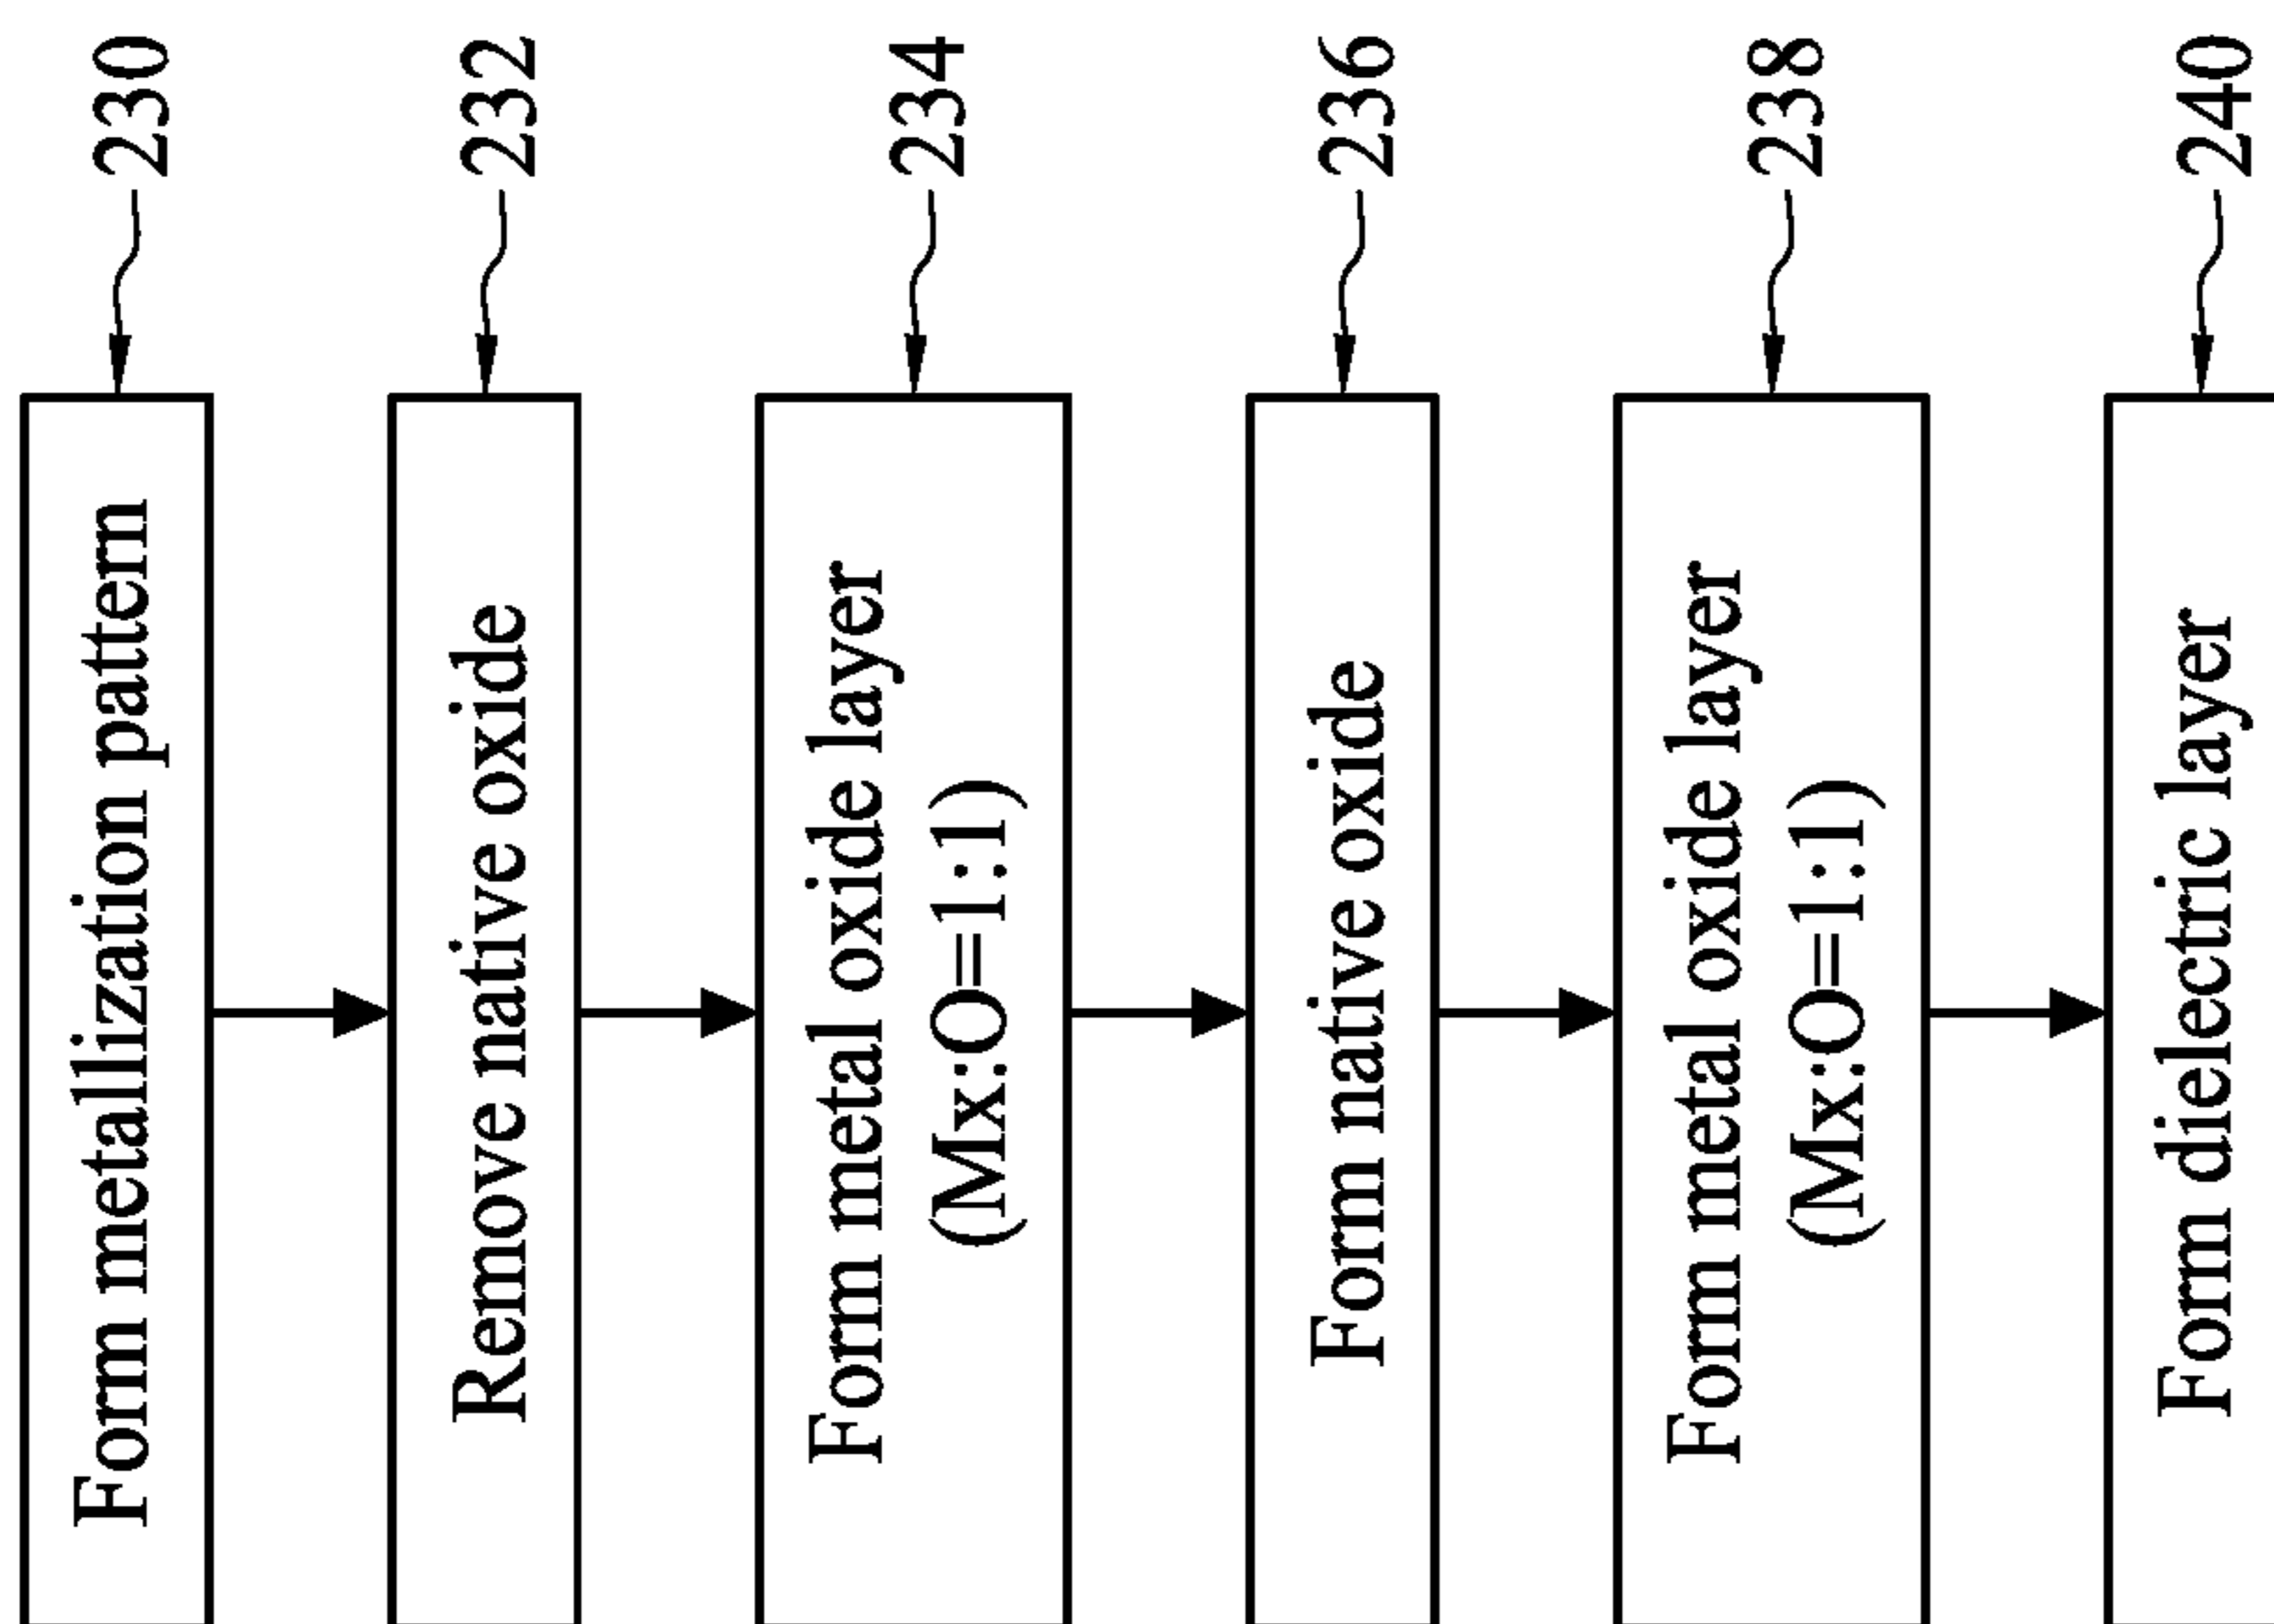 Form metallization pattern
230
Remove native oxide
232
Form metal oxide layer
(Mx:O=1:1)
234
Form native oxide
236
Form metal oxide layer
(Mx:O=1:1)
238
Form dielectric layer
240